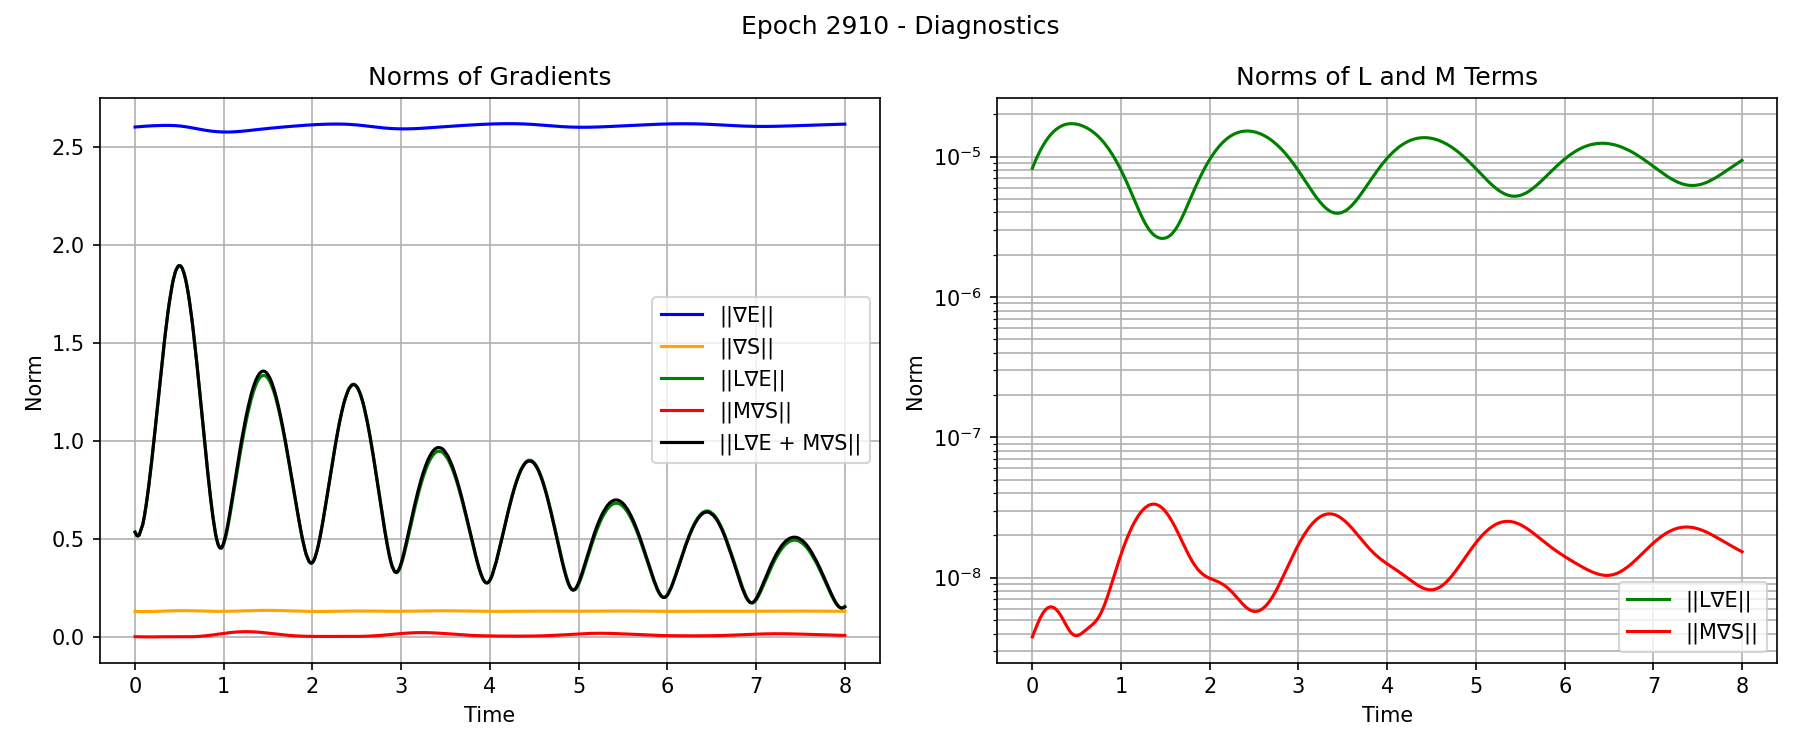 Epoch 2910 - Diagnostics
Norms of Gradients
Norm
2.5
2.0
1.5
1.0
0.5
0.0
||∇E||
||∇S||
||L∇E||
||M∇S||
||L∇E + M∇S||
0 1 2 3 4 5 6 7 8
Time
Norms of L and M Terms
Norm
10⁻⁵
10⁻⁶
10⁻⁷
10⁻⁸
||L∇E||
||M∇S||
0 1 2 3 4 5 6 7 8
Time